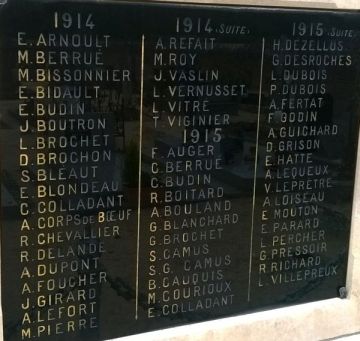 1914
E. ARNOULT
M. BERRUÉ
M. BISSONNIER
E. BIDAULT
E. BUDIN
J. BOUTRON
L. BROCHET
D. BROCHON
S. BLÉAUT
E. BLONDEAU
C. COLLADANT
A. CORPS DE BŒUF
R. CHEVALLIER
R. DELANDE
A. DUPONT
A. FOUCHER
J. GIRARD
A. LEFORT
M. PIERRE
1914 (SUITE)
A. REFAIT
M. ROY
J. VASLIN
L. VERNUSSET
L. VITRÉ
T. VIGINIER
1915
F. AUGER
C. BERRUÉ
C. BUDIN
R. BOITARD
A. BOULAND
G. BLANCHARD
G. BROCHET
S. CAMUS
S.G. CAMUS
B. CAQUIS
M. COURIOUX
E. COLLADANT
1915 (SUITE)
H. DEZELLUS
G. DESROCHES
L. DUBOIS
P. DUBOIS
A. FERTAT
F. GODIN
A. GUICHARD
D. GRISON
E. HATTE
A. LEQUEUX
V. LEPRÊTRE
A. LOISEAU
E. MOUTON
E. PARARD
L. PERCHER
G. PRESSOIR
R. RICHARD
L. VILLEPREUX